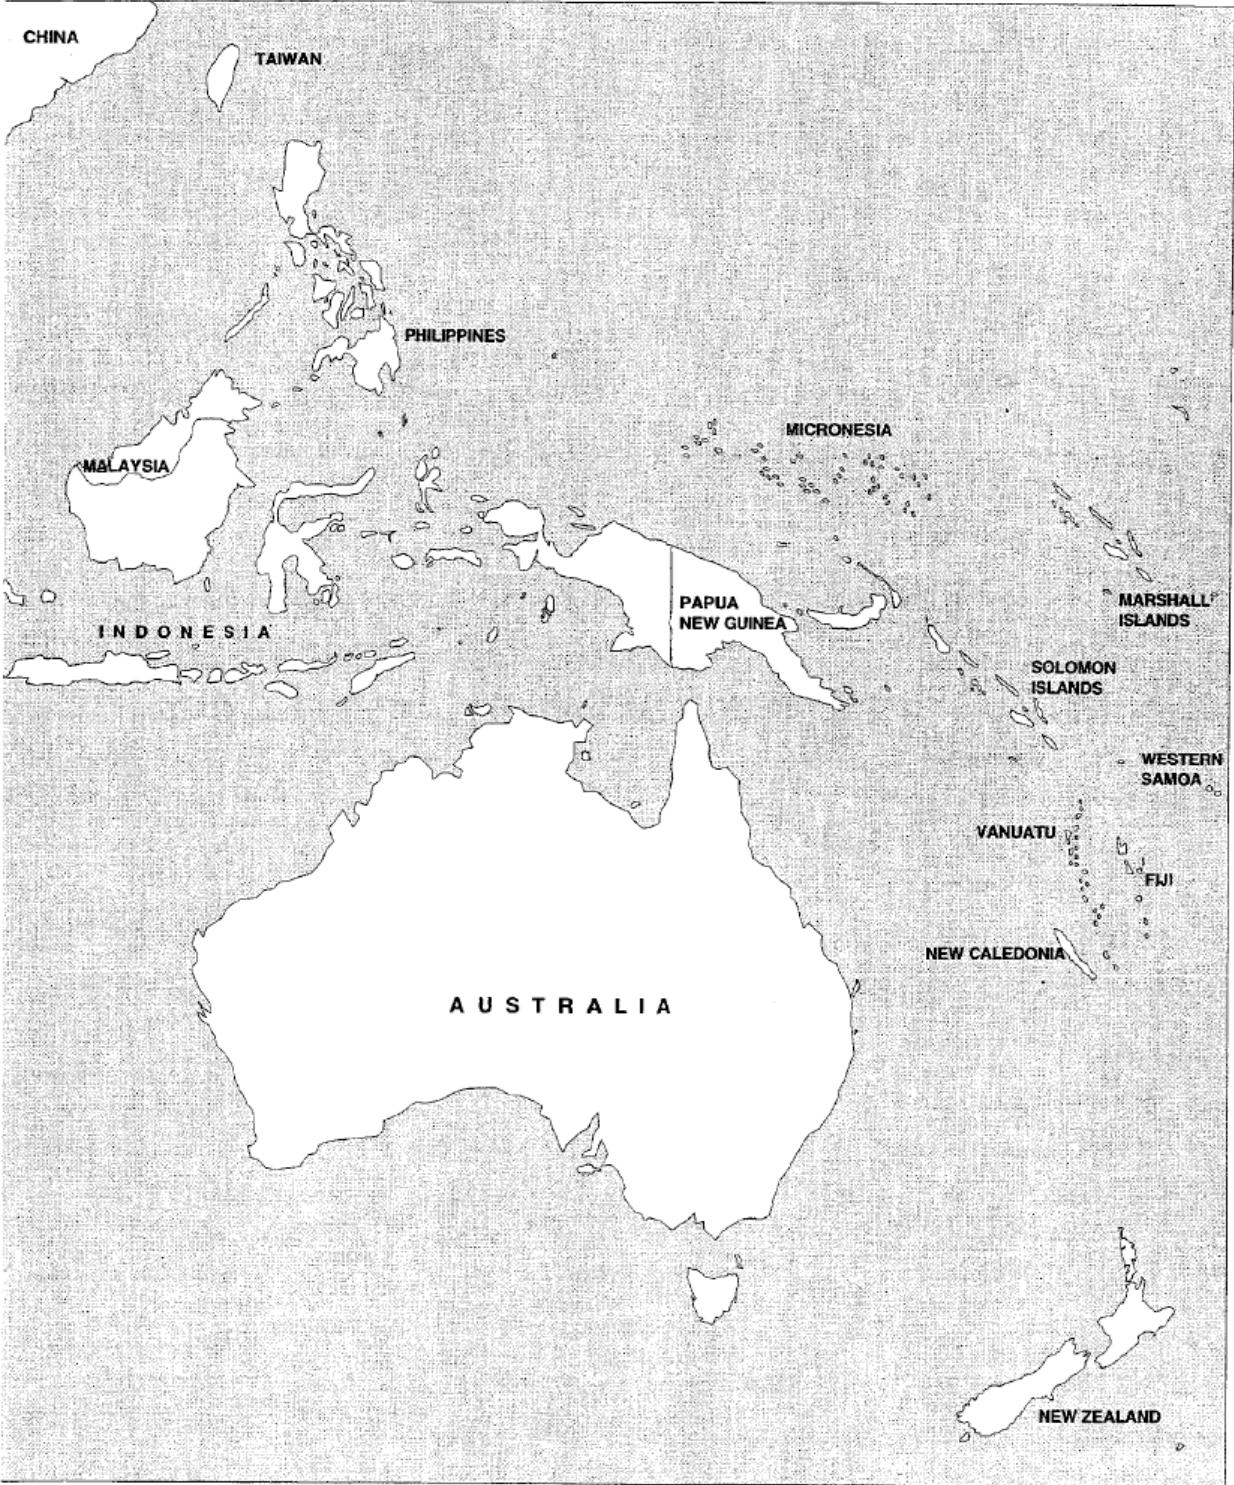 CHINA
TAIWAN
PHILIPPINES
MICRONESIA
MALAYSIA
PAPUA
NEW GUINEA
MARSHALL
ISLANDS
INDONESIA
SOLOMON
ISLANDS
WESTERN
SAMOA
VANUATU
FIJI
NEW CALEDONIA
AUSTRALIA
NEW ZEALAND